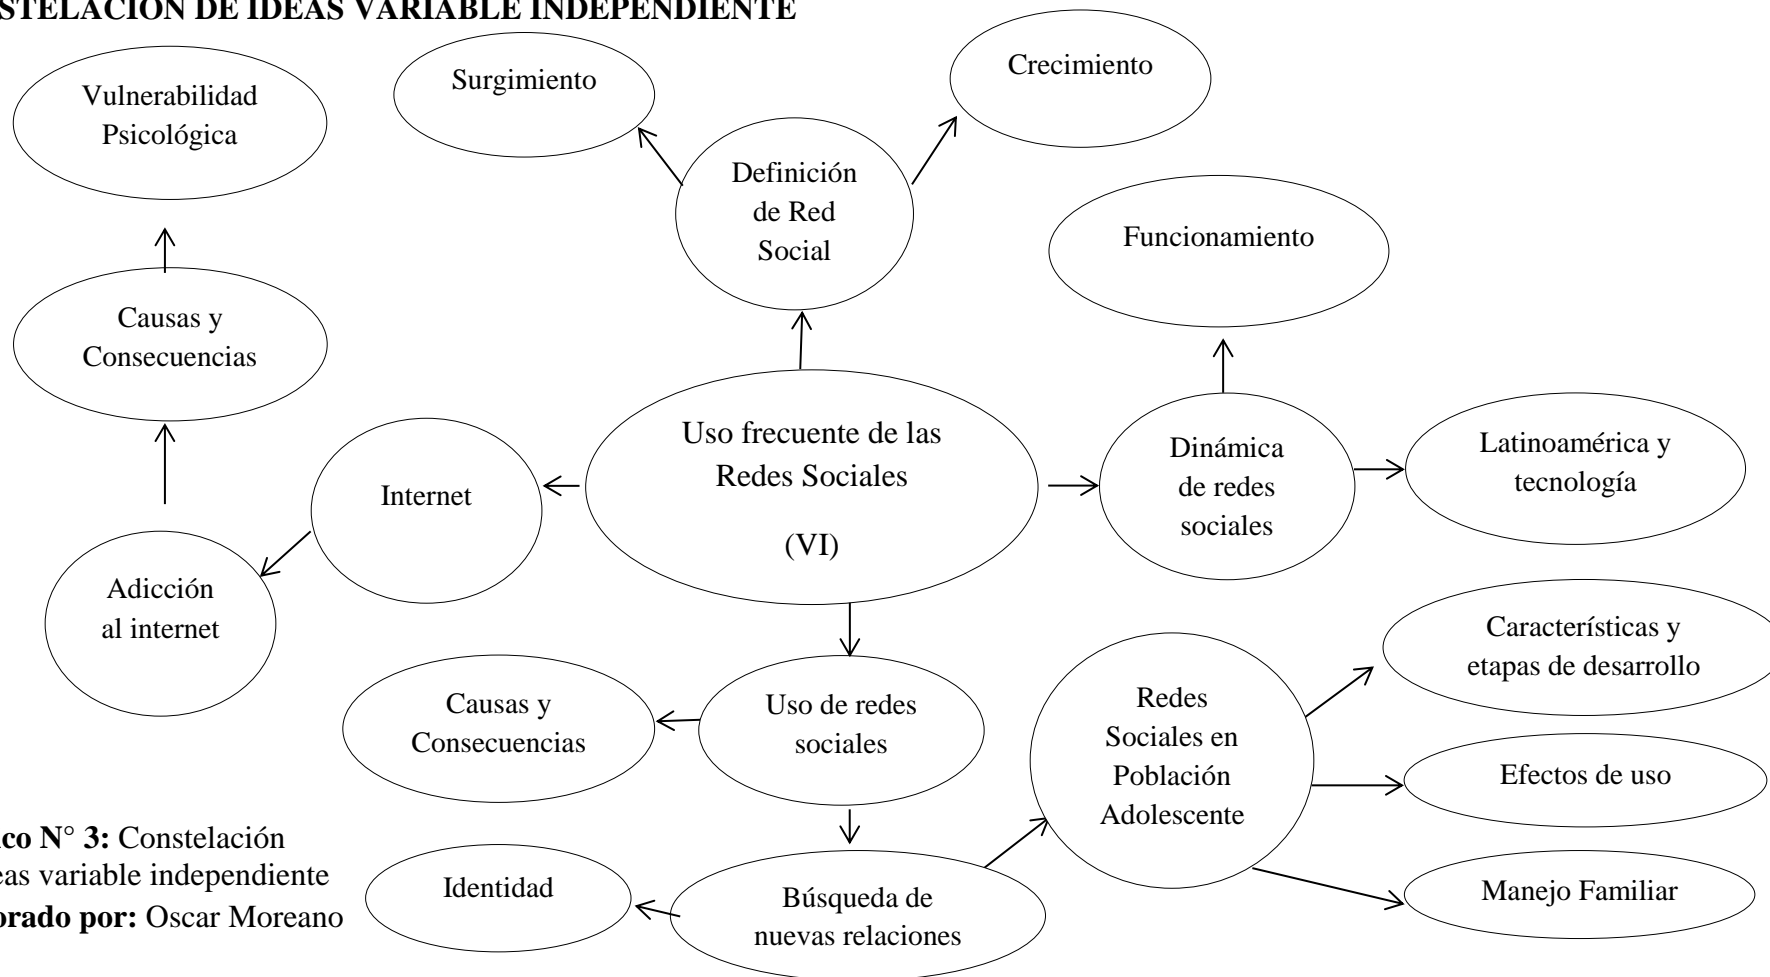 STELACIÓN DE IDEAS VARIABLE INDEPENDIENTE
Vulnerabilidad
Psicológica
Surgimiento
Crecimiento
Definición
de Red
Social
Funcionamiento
Causas y
Consecuencias
Uso frecuente de las
Redes Sociales
(VI)
Internet
Dinámica
de redes
sociales
Latinoamérica y
tecnología
Adicción
al internet
Causas y
Consecuencias
Uso de redes
sociales
Redes
Sociales en
Población
Adolescente
Características y
etapas de desarrollo
Efectos de uso
Manejo Familiar
Identidad
Búsqueda de
nuevas relaciones
co N° 3: Constelación
eas variable independiente
orado por: Oscar Moreano